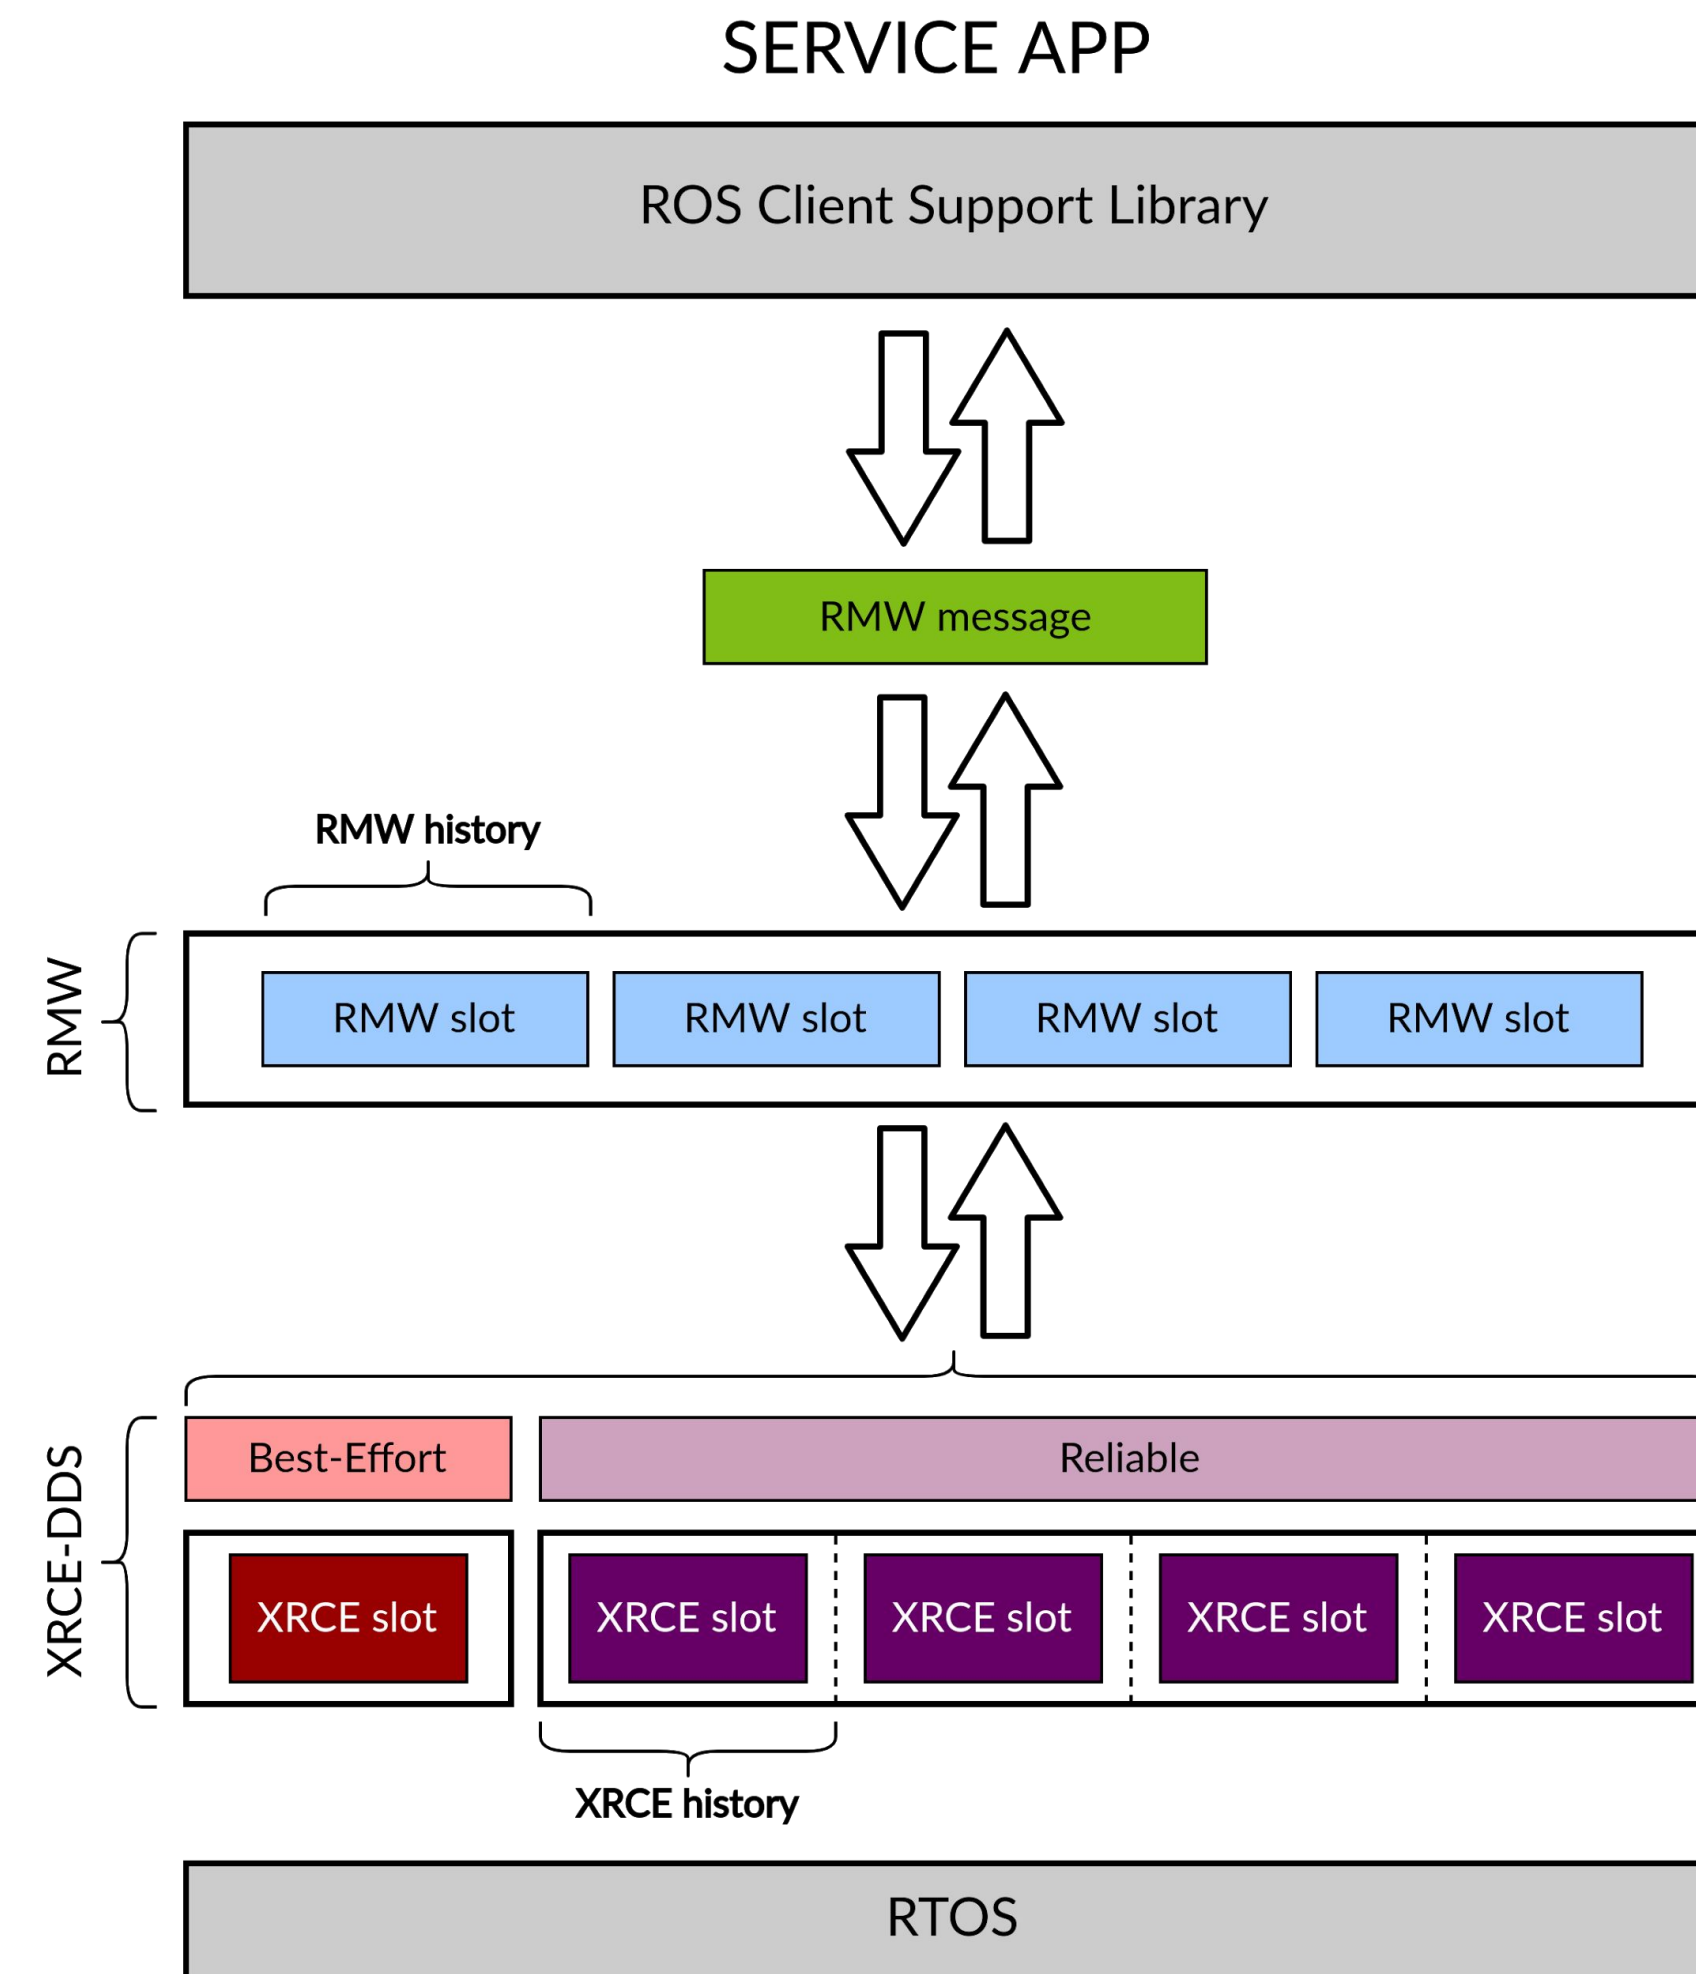 SERVICE APP
ROS Client Support Library
RMW message
RMW history
RMW
RMW slot
RMW slot
RMW slot
RMW slot
XRCE-DDS
Best-Effort
Reliable
XRCE slot
XRCE slot
XRCE slot
XRCE slot
XRCE slot
XRCE history
RTOS